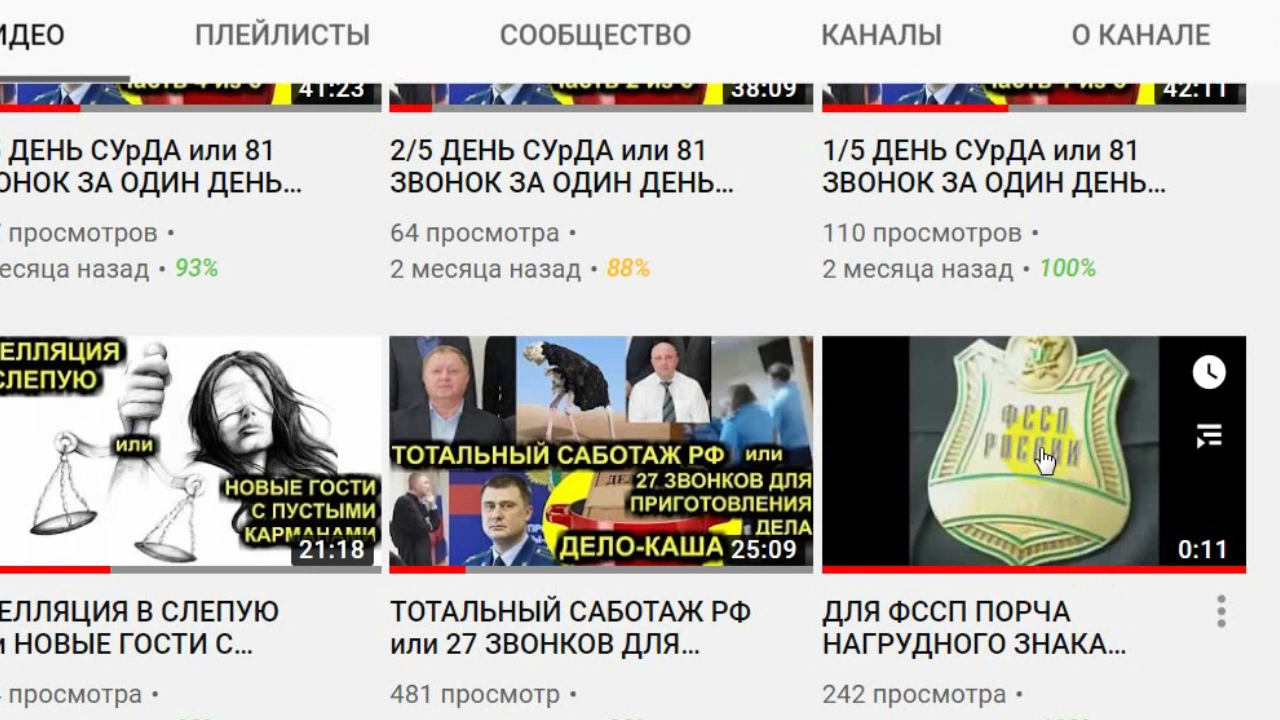 ИДЕО ПЛЕЙЛИСТЫ СООБЩЕСТВО КАНАЛЫ О КАНАЛЕ
41:23 38:09 42:11
ДЕНЬ СУрДА или 81
ОНОК ЗА ОДИН ДЕНЬ...
просмотров •
есяца назад • 93%
2/5 ДЕНЬ СУрДА или 81
ЗВОНОК ЗА ОДИН ДЕНЬ...
64 просмотра •
2 месяца назад • 88%
1/5 ДЕНЬ СУрДА или 81
ЗВОНОК ЗА ОДИН ДЕНЬ...
110 просмотров •
2 месяца назад • 100%
ЕЛЛЯЦИЯ
СЛЕПУЮ
или
НОВЫЕ ГОСТИ
С ПУСТЫМИ
КАРМАНАМИ
21:18
ЕЛЛЯЦИЯ В СЛЕПУЮ
и НОВЫЕ ГОСТИ С...
просмотра •
ТОТАЛЬНЫЙ САБОТАЖ РФ или
27 ЗВОНКОВ ДЛЯ
ПРИГОТОВЛЕНИЯ
ДЕЛА
ДЕЛО-КАША 25:09
ТОТАЛЬНЫЙ САБОТАЖ РФ
или 27 ЗВОНКОВ ДЛЯ...
481 просмотр •
ФССП
РОССИИ
0:11
ДЛЯ ФССП ПОРЧА
НАГРУДНОГО ЗНАКА...
242 просмотра •